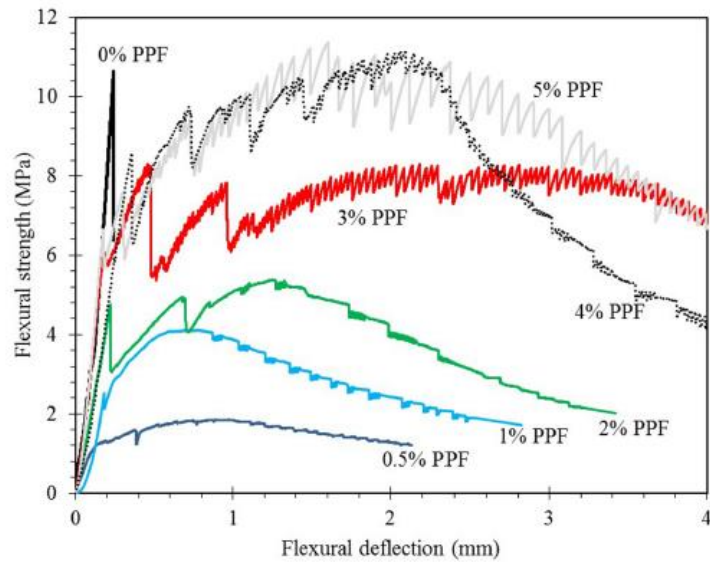 12
10
8
6
4
2
0
0% PPF
5% PPF
3% PPF
4% PPF
2% PPF
1% PPF
0.5% PPF
0 1 2 3 4
Flexural strength (MPa)
Flexural deflection (mm)